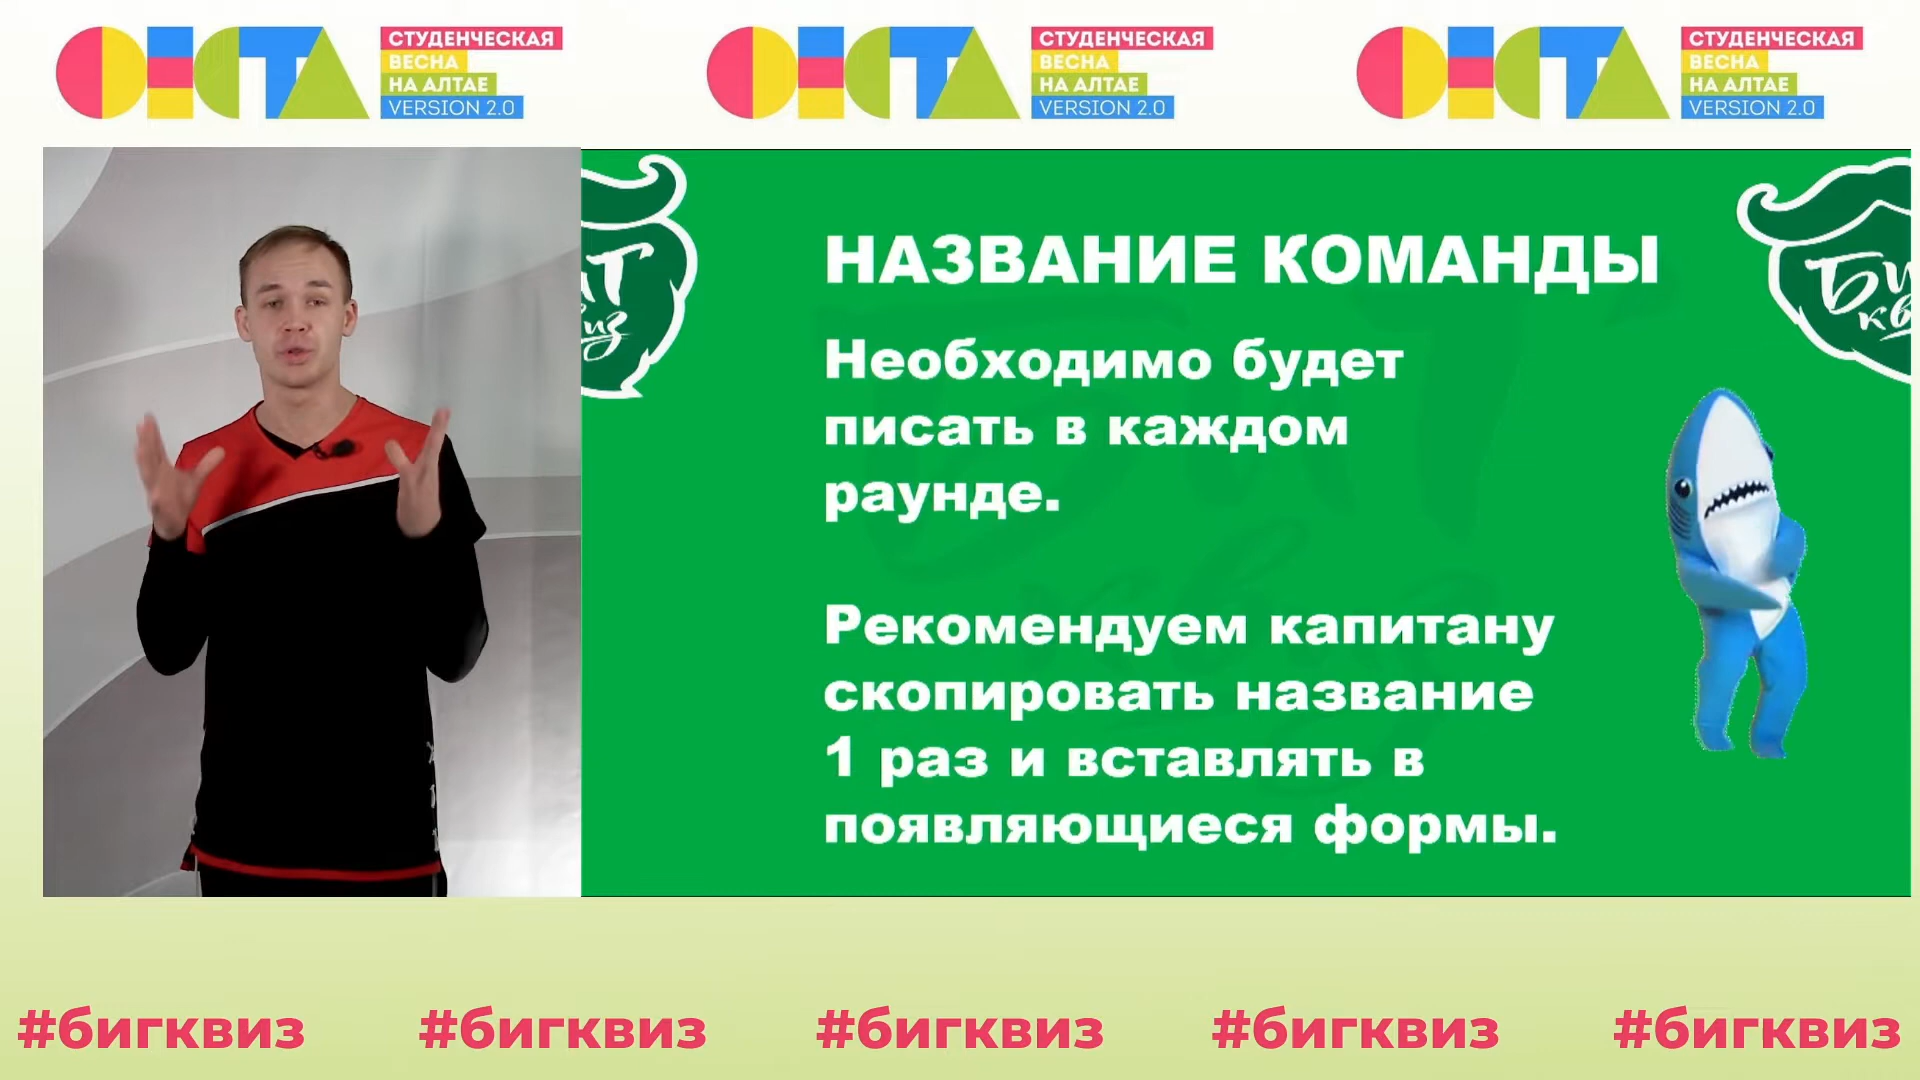 СТУДЕНЧЕСКАЯ
ВЕСНА
НА АЛТАЕ
VERSION 2.0
СТУДЕНЧЕСКАЯ
ВЕСНА
НА АЛТАЕ
VERSION 2.0
СТУДЕНЧЕСКАЯ
ВЕСНА
НА АЛТАЕ
VERSION 2.0
НАЗВАНИЕ КОМАНДЫ
Необходимо будет
писать в каждом
раунде.
Рекомендуем капитану
скопировать название
1 раз и вставлять в
появляющиеся формы.
#бигквиз #бигквиз #бигквиз #бигквиз #бигквиз